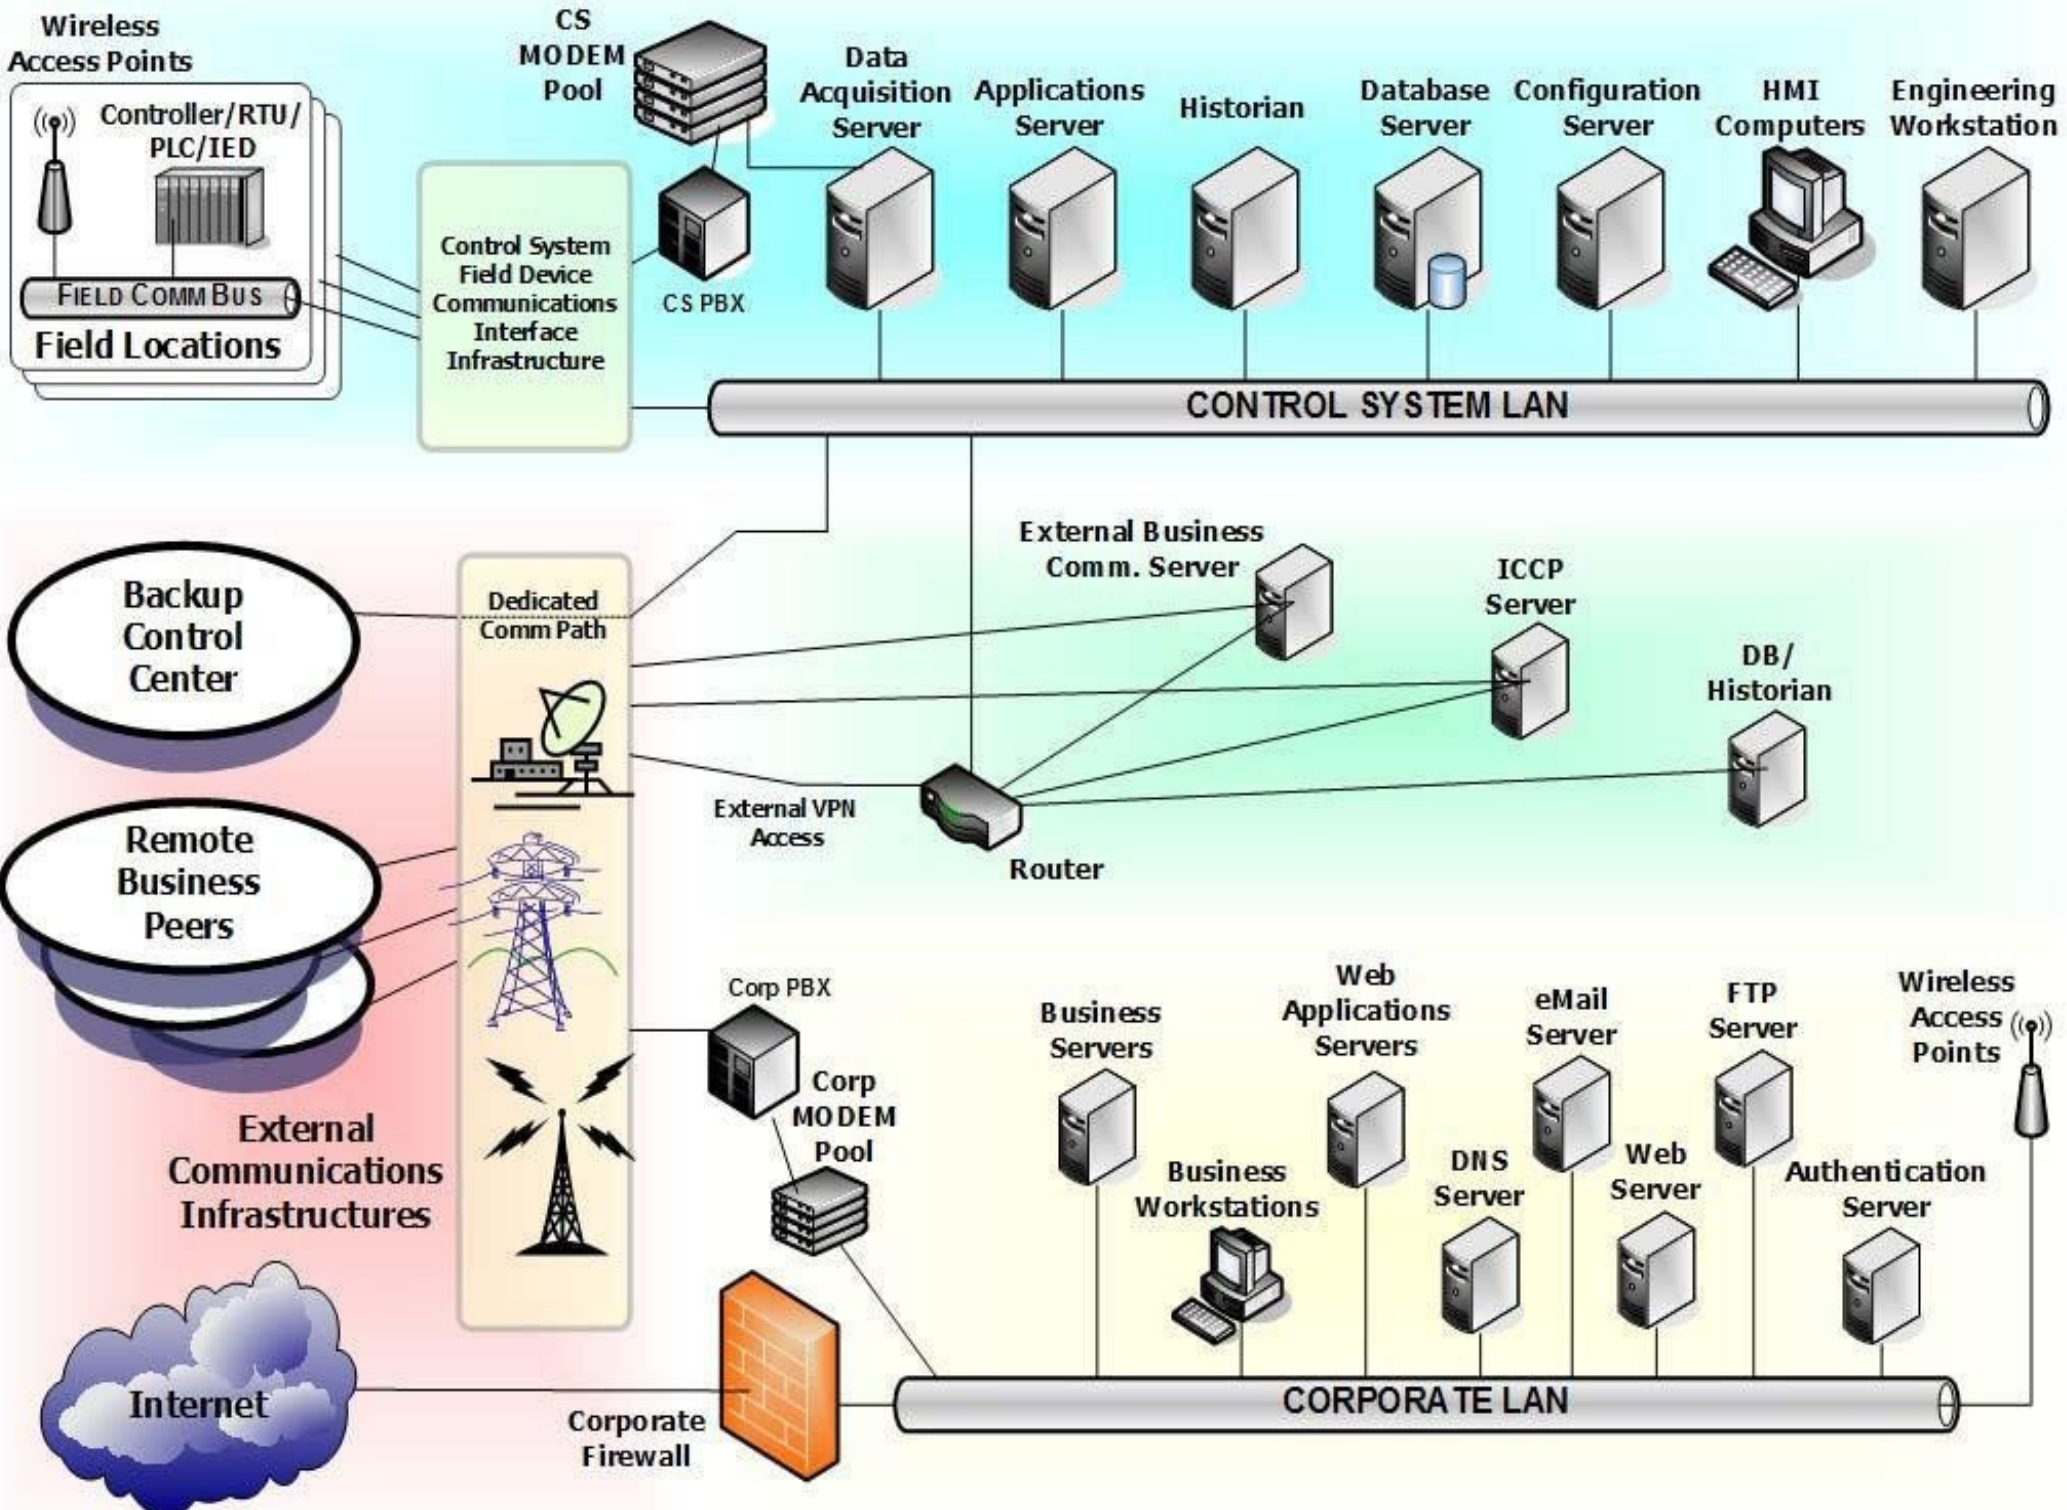 Wireless
Access Points
Controller/RTU/
PLC/IED
FIELD COMM BUS
Field Locations
Control System
Field Device
Communications
Interface
Infrastructure
CS
MODEM
Pool
CS PBX
Data
Acquisition
Server
Applications
Server
Historian
Database
Server
Configuration
Server
HMI
Computers
Engineering
Workstation
CONTROL SYSTEM LAN
Backup
Control
Center
Dedicated
Comm Path
External Business
Comm. Server
ICCP
Server
DB/
Historian
External VPN
Access
Router
Remote
Business
Peers
External
Communications
Infrastructures
Corp PBX
Corp
MODEM
Pool
Business
Servers
Business
Workstations
Web
Applications
Servers
DNS
Server
eMail
Server
Web
Server
FTP
Server
Authentication
Server
Wireless
Access
Points
Internet
Corporate
Firewall
CORPORATE LAN